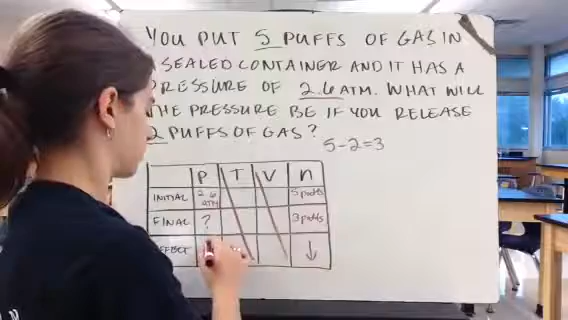 YOU PUT 5 PUFFS OF GAS IN
SEALED CONTAINER AND IT HAS A
PRESSURE OF 2.6 ATM. WHAT WILL
THE PRESSURE BE IF YOU RELEASE
2 PUFFS OF GAS?
5-2=3
P T V n
INITIAL 2.6 ATM 5 puffs
FINAL ? 3 puffs
EFFECT ↓